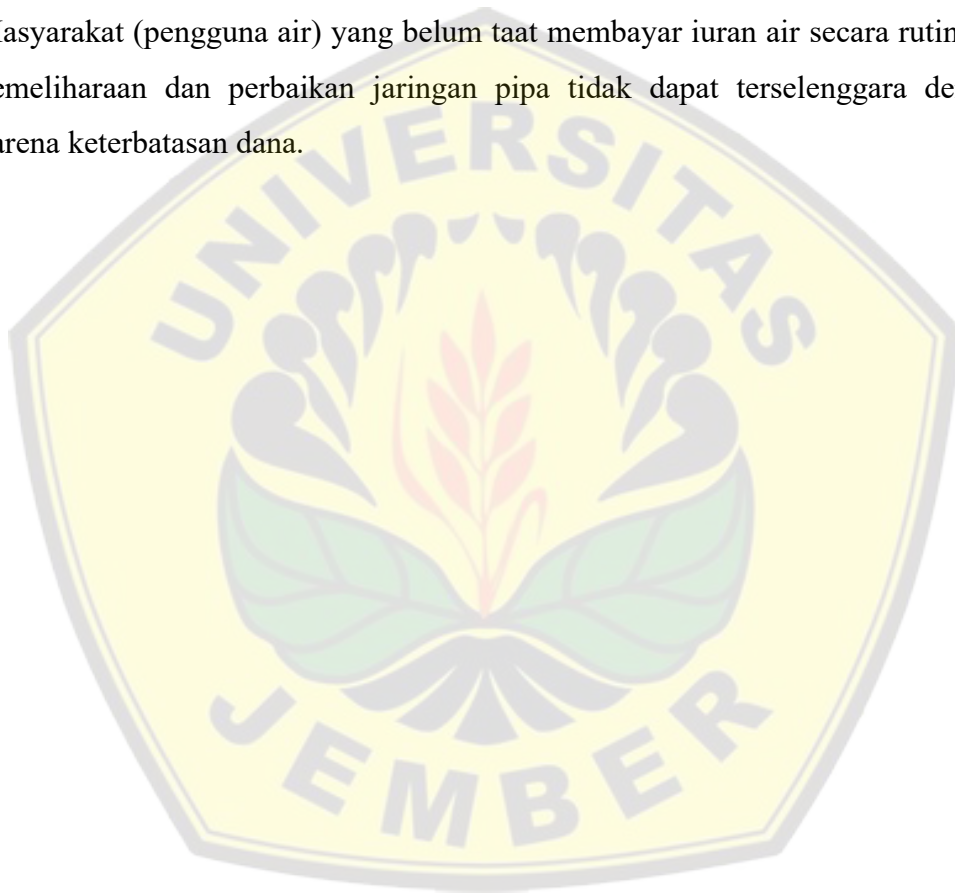 asyarakat (pengguna air) yang belum taat membayar iuran air secara rutin
emeliharaan dan perbaikan jaringan pipa tidak dapat terselenggara de
arena keterbatasan dana.
UNIVERSITAS
JEMBER